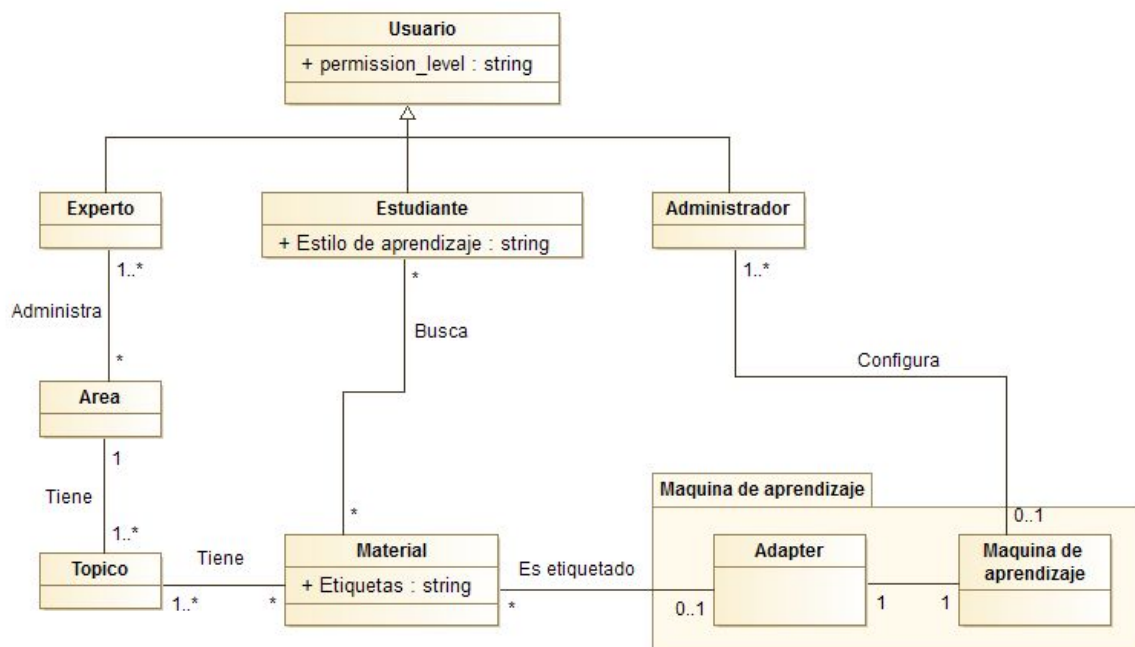 Usuario
+ permission_level : string
Experto
Estudiante
+ Estilo de aprendizaje : string
Administrador
1..*
*
1..*
Administra
Busca
Configura
*
Area
1
Tiene
1..*
*
Maquina de aprendizaje
0..1
Topico
Tiene
1..*
*
Material
+ Etiquetas : string
Es etiquetado
*
0..1
Adapter
1
1
Maquina de
aprendizaje